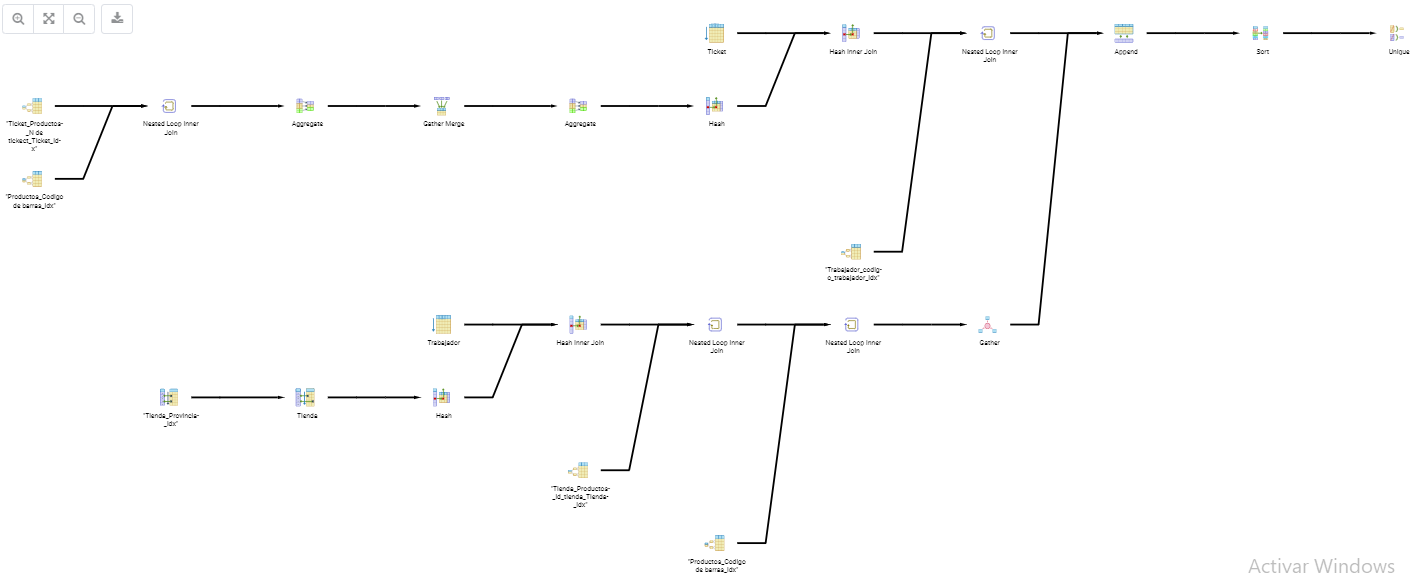 Ticket
Hash Inner Join
Nested Loop Inner
Join
Append
Sort
Unique
"Ticket_Productos-
_N de
tickect_Ticket_id-
x"
Nested Loop Inner
Join
Aggregate
Gather Merge
Aggregate
Hash
"Productos_Codigo
de barras_idx"
"Trabajador_codig-
o_trabajador_idx"
Trabajador
Hash Inner Join
Nested Loop Inner
Join
Nested Loop Inner
Join
Gather
"Tienda_Provincia-
_idx"
Tienda
Hash
"Tienda_Productos-
_id_tienda_Tienda-
_idx"
"Productos_Codigo
de barras_idx"
Activar Windows